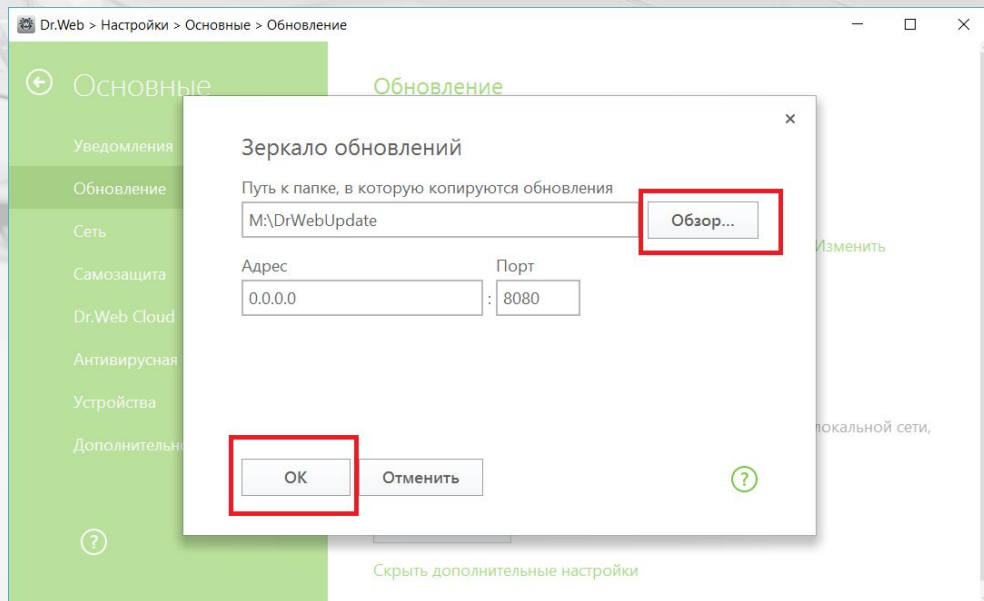 Dr.Web > Настройки > Основные > Обновление
Основные
Обновление
Уведомления
Обновление
Сеть
Самозащита
Dr.Web Cloud
Антивирусная
Устройства
Зеркало обновлений
Путь к папке, в которую копируются обновления
M:\DrWebUpdate
Обзор...
Адрес
Порт
0.0.0.0
:
8080
OK
Отменить
?
Изменить
локальной сети,
?
Скрыть дополнительные настройки